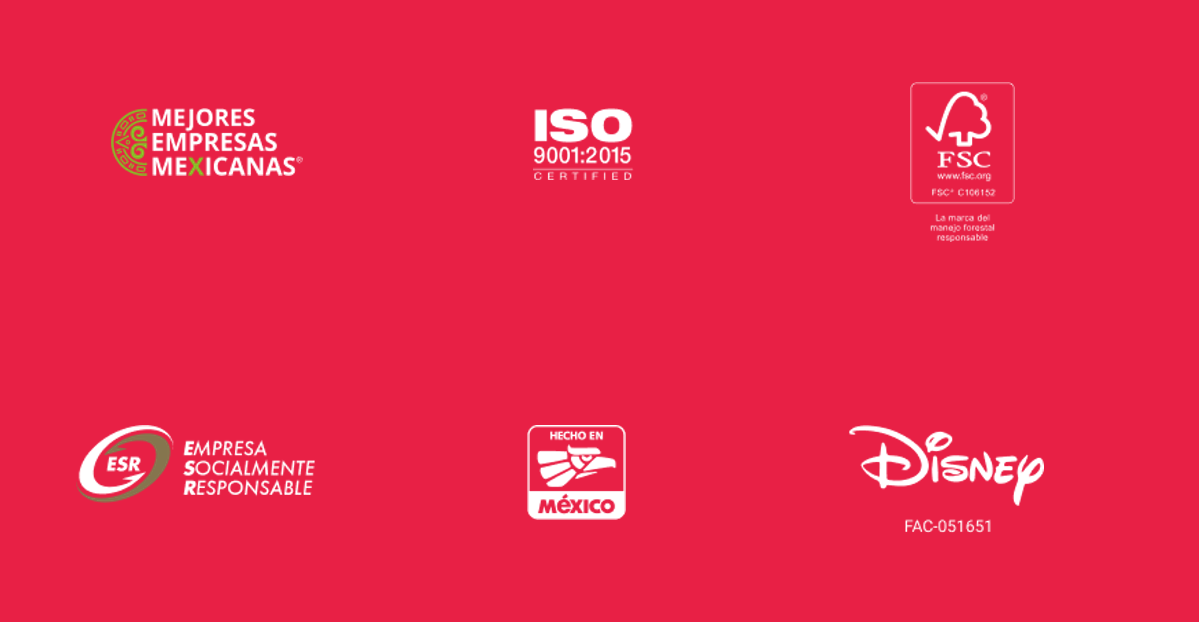 MEJORES
EMPRESAS
MEXICANAS®
ISO
9001:2015
CERTIFIED
®
FSC
www.fsc.org
FSC® C106152
La marca del
manejo forestal
responsable
ESR
EMPRESA
SOCIALMENTE
RESPONSABLE
HECHO EN
MéXICO
DISNEY
FAC-051651